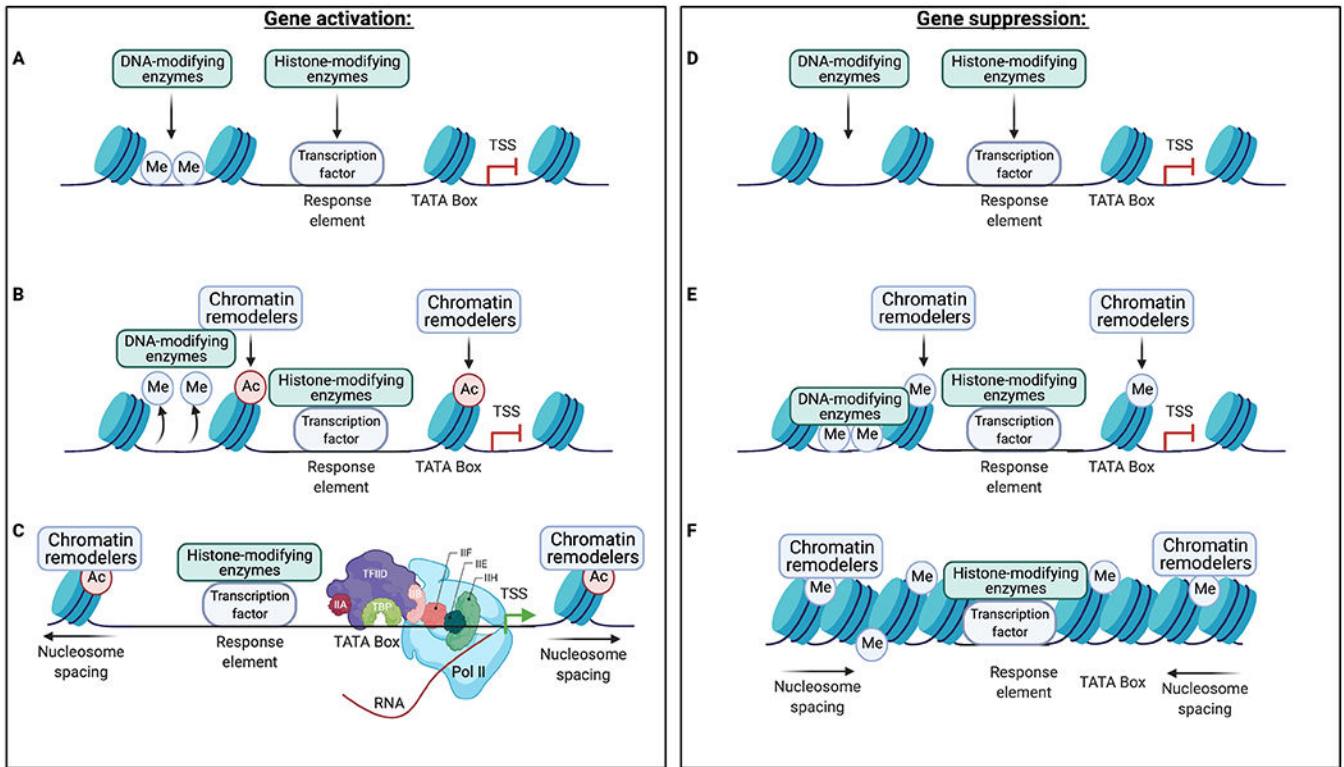 Gene activation:
A
DNA-modifying
enzymes
Histone-modifying
enzymes
Me
Me
Transcription
factor
TSS
Response
element
TATA Box
B
Chromatin
remodelers
Chromatin
remodelers
DNA-modifying
enzymes
Me
Me
Ac
Histone-modifying
enzymes
Ac
Transcription
factor
TSS
Response
element
TATA Box
C
Chromatin
remodelers
Ac
Histone-modifying
enzymes
Transcription
factor
TFIID
IIA
TBP
IIB
IIF
IIE
IIH
TSS
Chromatin
remodelers
Ac
Nucleosome
spacing
Response
element
TATA Box
Pol II
RNA
Nucleosome
spacing
Gene suppression:
D
DNA-modifying
enzymes
Histone-modifying
enzymes
Transcription
factor
TSS
Response
element
TATA Box
E
Chromatin
remodelers
Chromatin
remodelers
Me
Histone-modifying
enzymes
Me
DNA-modifying
enzymes
Me
Me
Transcription
factor
TSS
Response
element
TATA Box
F
Chromatin
remodelers
Me
Me
Histone-modifying
enzymes
Me
Chromatin
remodelers
Me
Transcription
factor
Me
Nucleosome
spacing
Response
element
TATA Box
Nucleosome
spacing